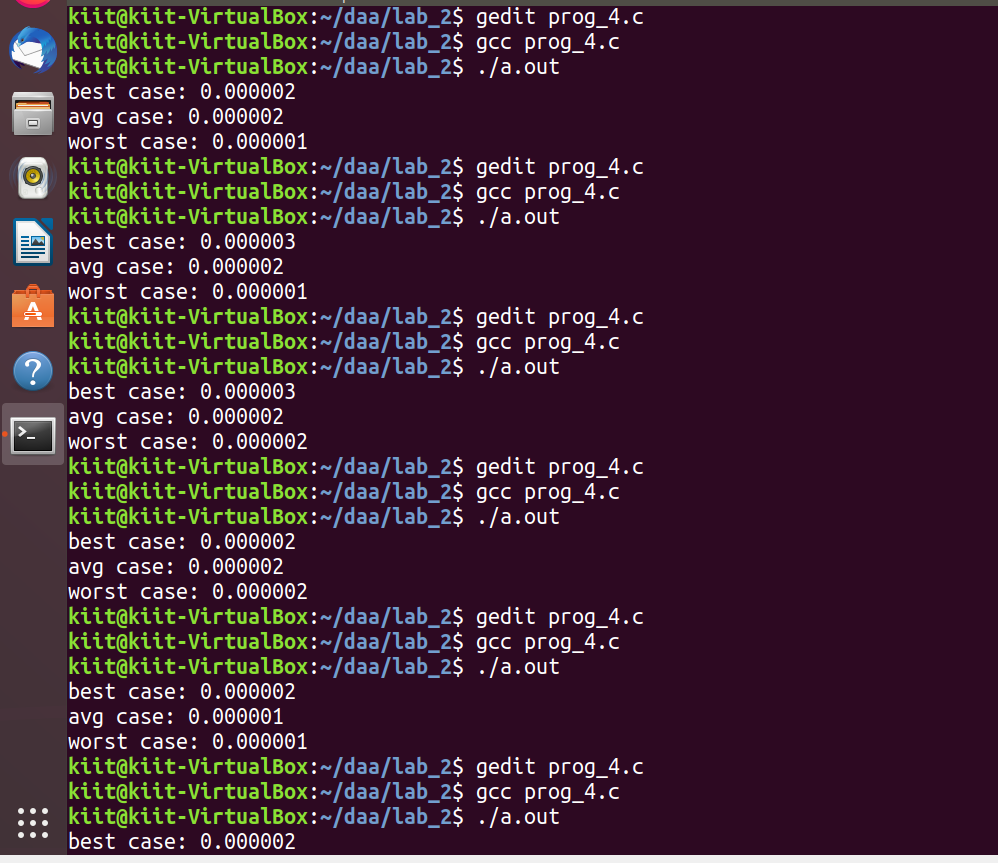 kiit@kiit-VirtualBox:~/daa/lab_2$ gedit prog_4.c
kiit@kiit-VirtualBox:~/daa/lab_2$ gcc prog_4.c
kiit@kiit-VirtualBox:~/daa/lab_2$ ./a.out
best case: 0.000002
avg case: 0.000002
worst case: 0.000001
kiit@kiit-VirtualBox:~/daa/lab_2$ gedit prog_4.c
kiit@kiit-VirtualBox:~/daa/lab_2$ gcc prog_4.c
kiit@kiit-VirtualBox:~/daa/lab_2$ ./a.out
best case: 0.000003
avg case: 0.000002
worst case: 0.000001
kiit@kiit-VirtualBox:~/daa/lab_2$ gedit prog_4.c
kiit@kiit-VirtualBox:~/daa/lab_2$ gcc prog_4.c
kiit@kiit-VirtualBox:~/daa/lab_2$ ./a.out
best case: 0.000003
avg case: 0.000002
worst case: 0.000002
kiit@kiit-VirtualBox:~/daa/lab_2$ gedit prog_4.c
kiit@kiit-VirtualBox:~/daa/lab_2$ gcc prog_4.c
kiit@kiit-VirtualBox:~/daa/lab_2$ ./a.out
best case: 0.000002
avg case: 0.000002
worst case: 0.000002
kiit@kiit-VirtualBox:~/daa/lab_2$ gedit prog_4.c
kiit@kiit-VirtualBox:~/daa/lab_2$ gcc prog_4.c
kiit@kiit-VirtualBox:~/daa/lab_2$ ./a.out
best case: 0.000002
avg case: 0.000001
worst case: 0.000001
kiit@kiit-VirtualBox:~/daa/lab_2$ gedit prog_4.c
kiit@kiit-VirtualBox:~/daa/lab_2$ gcc prog_4.c
kiit@kiit-VirtualBox:~/daa/lab_2$ ./a.out
best case: 0.000002